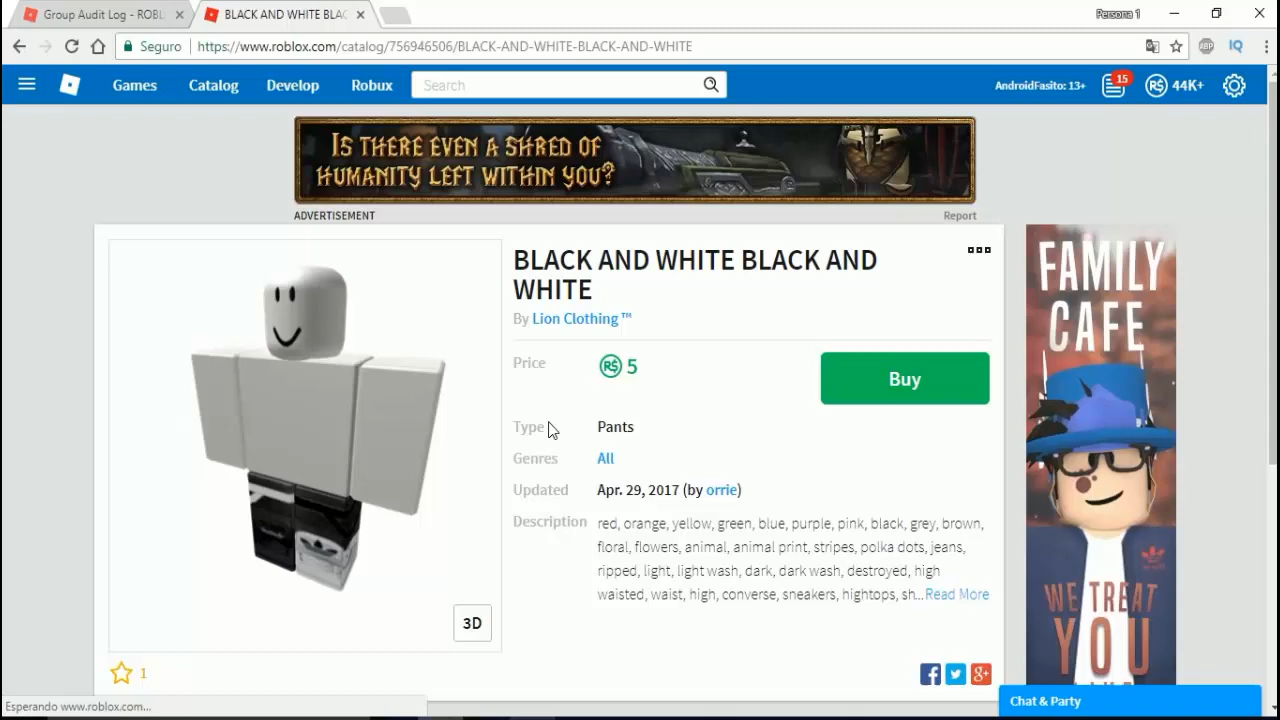 Group Audit Log - ROBL
BLACK AND WHITE BLAC
Persona 1
Seguro
https://www.roblox.com/catalog/756946506/BLACK-AND-WHITE-BLACK-AND-WHITE
ABP
IQ
Games
Catalog
Develop
Robux
Search
AndroidFasito: 13+
15
R$ 44K+
IS THERE EVEN A SHRED OF
HUMANITY LEFT WITHIN YOU?
ADVERTISEMENT
Report
BLACK AND WHITE BLACK AND
WHITE
By Lion Clothing ™
Price
R$ 5
Buy
Type
Pants
Genres
All
Updated
Apr. 29, 2017 (by orrie)
Description
red, orange, yellow, green, blue, purple, pink, black, grey, brown,
floral, flowers, animal, animal print, stripes, polka dots, jeans,
ripped, light, light wash, dark, dark wash, destroyed, high
waisted, waist, high, converse, sneakers, hightops, sh...Read More
3D
1
FAMILY
CAFE
WE TREAT
YOU
Chat & Party
Esperando www.roblox.com...